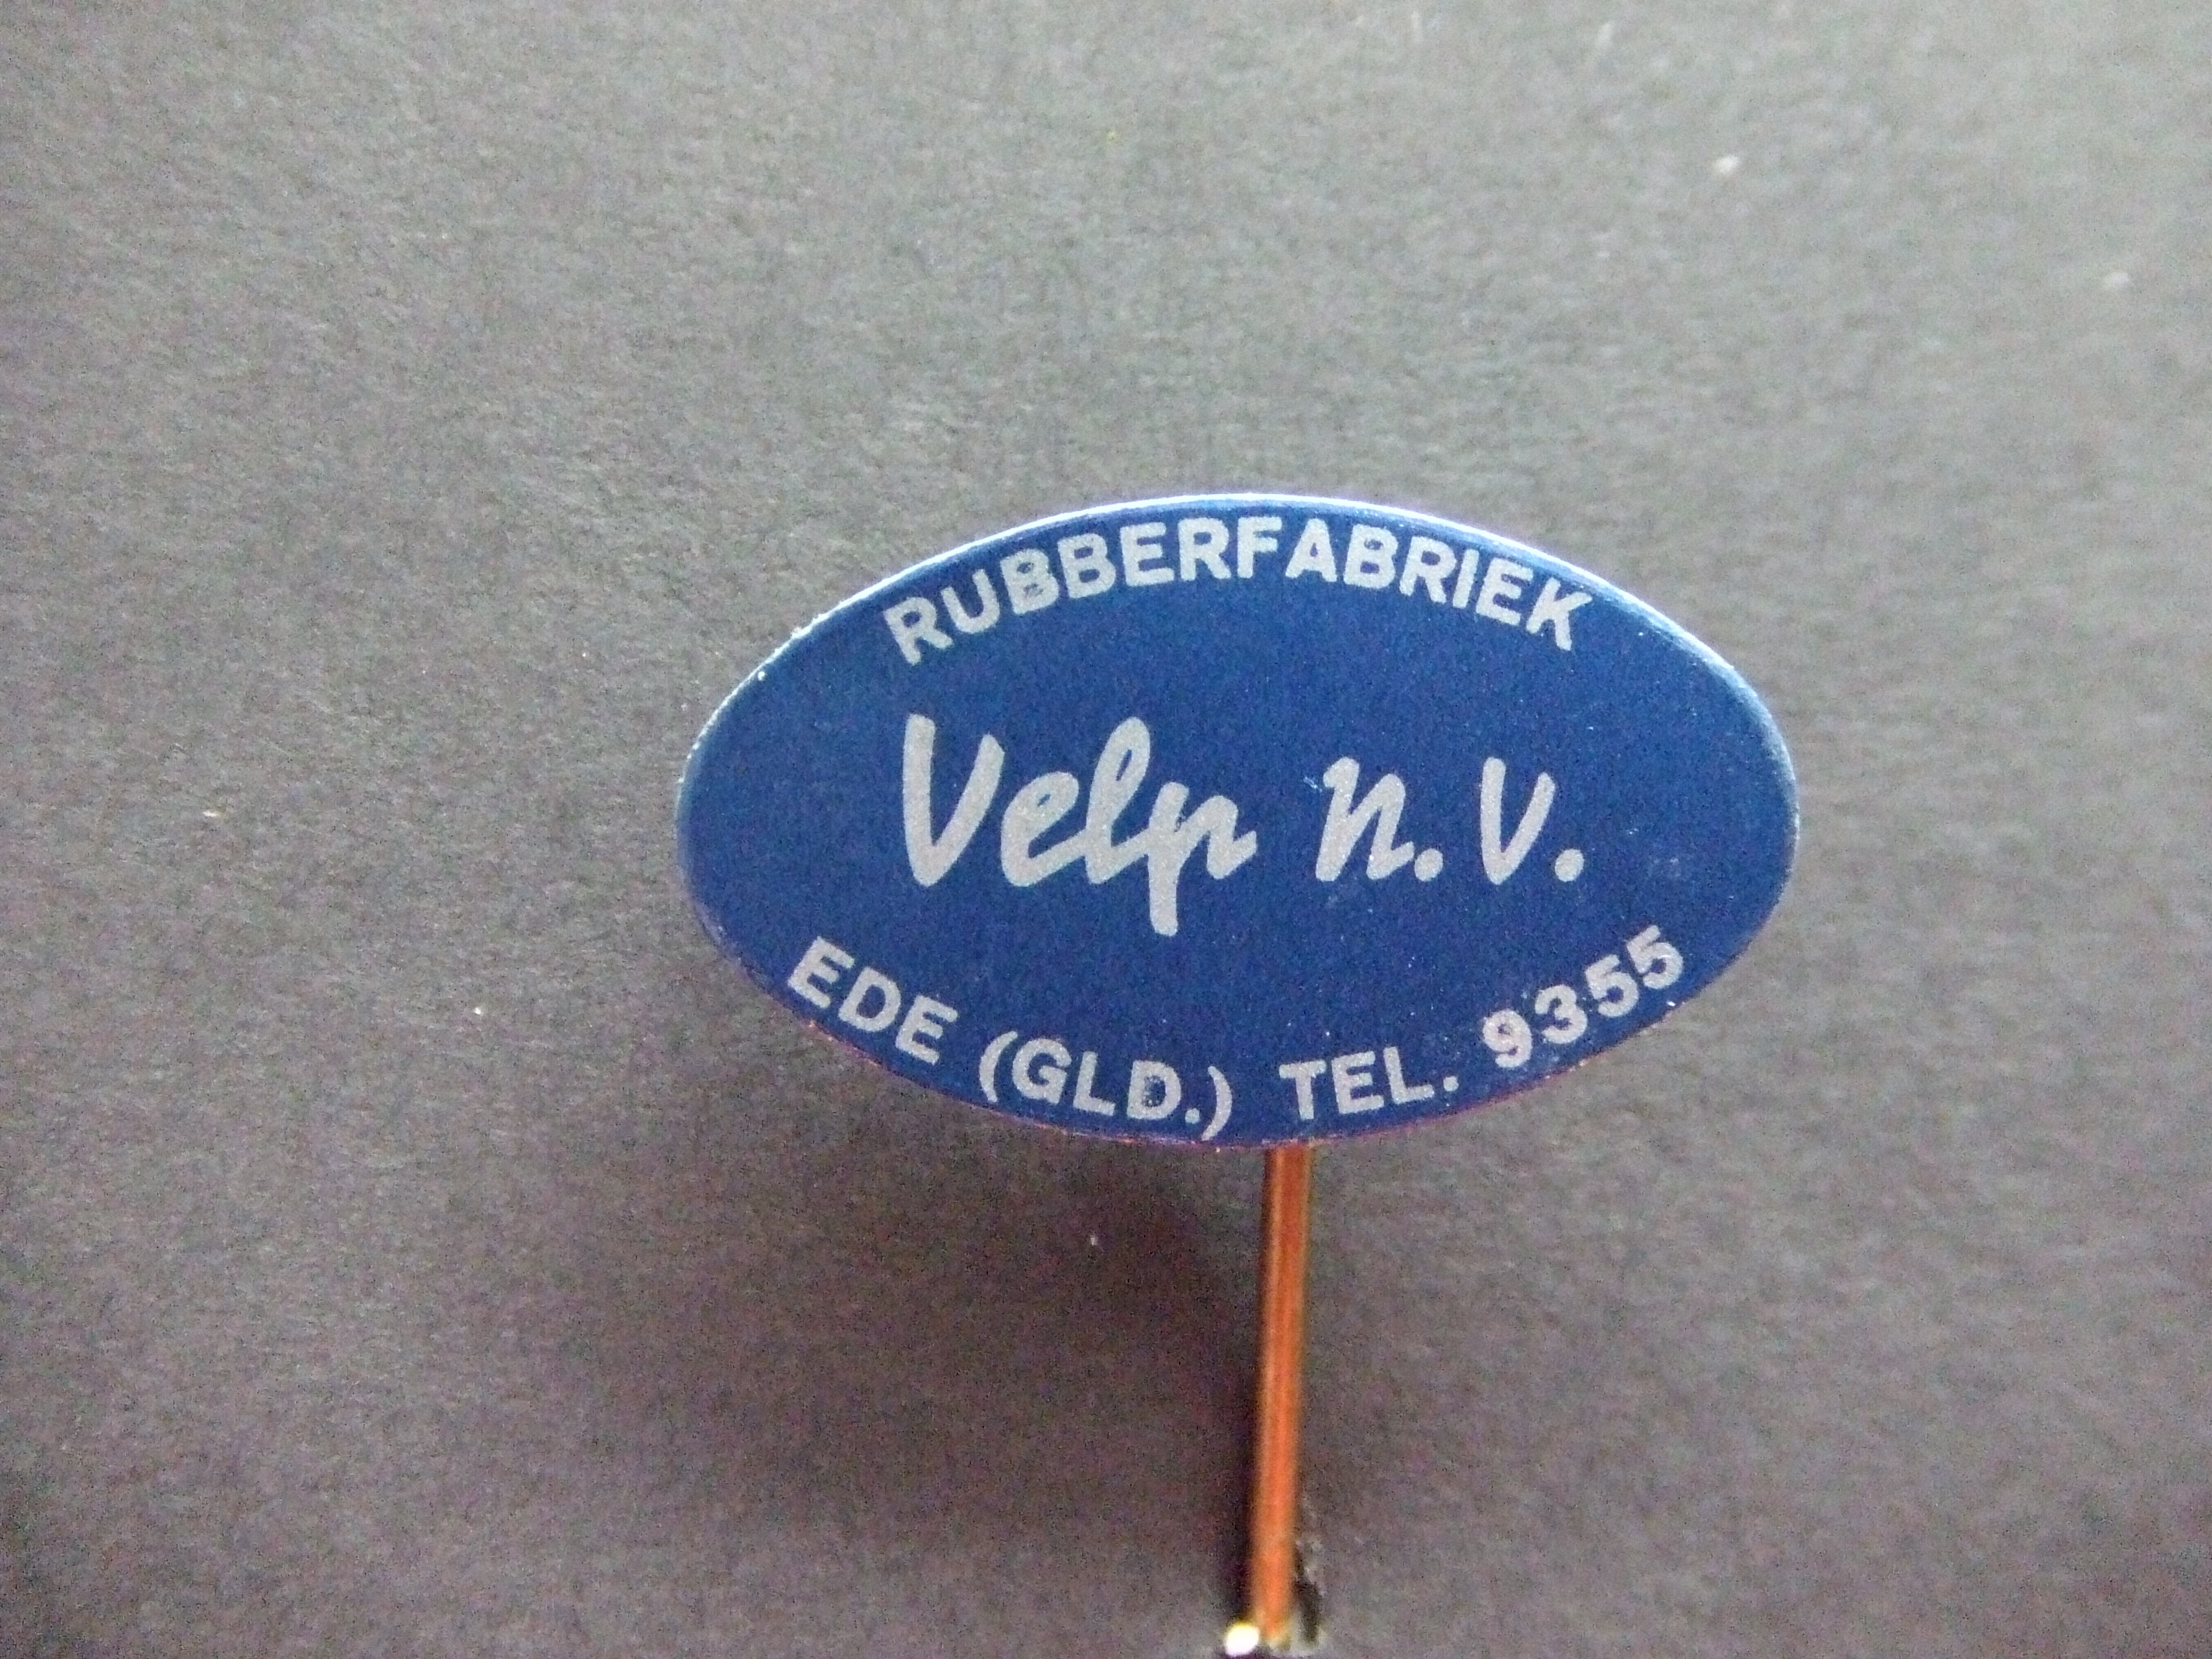 RUBBERFABRIEK
Velp n.v.
EDE (GLD.) TEL. 9355